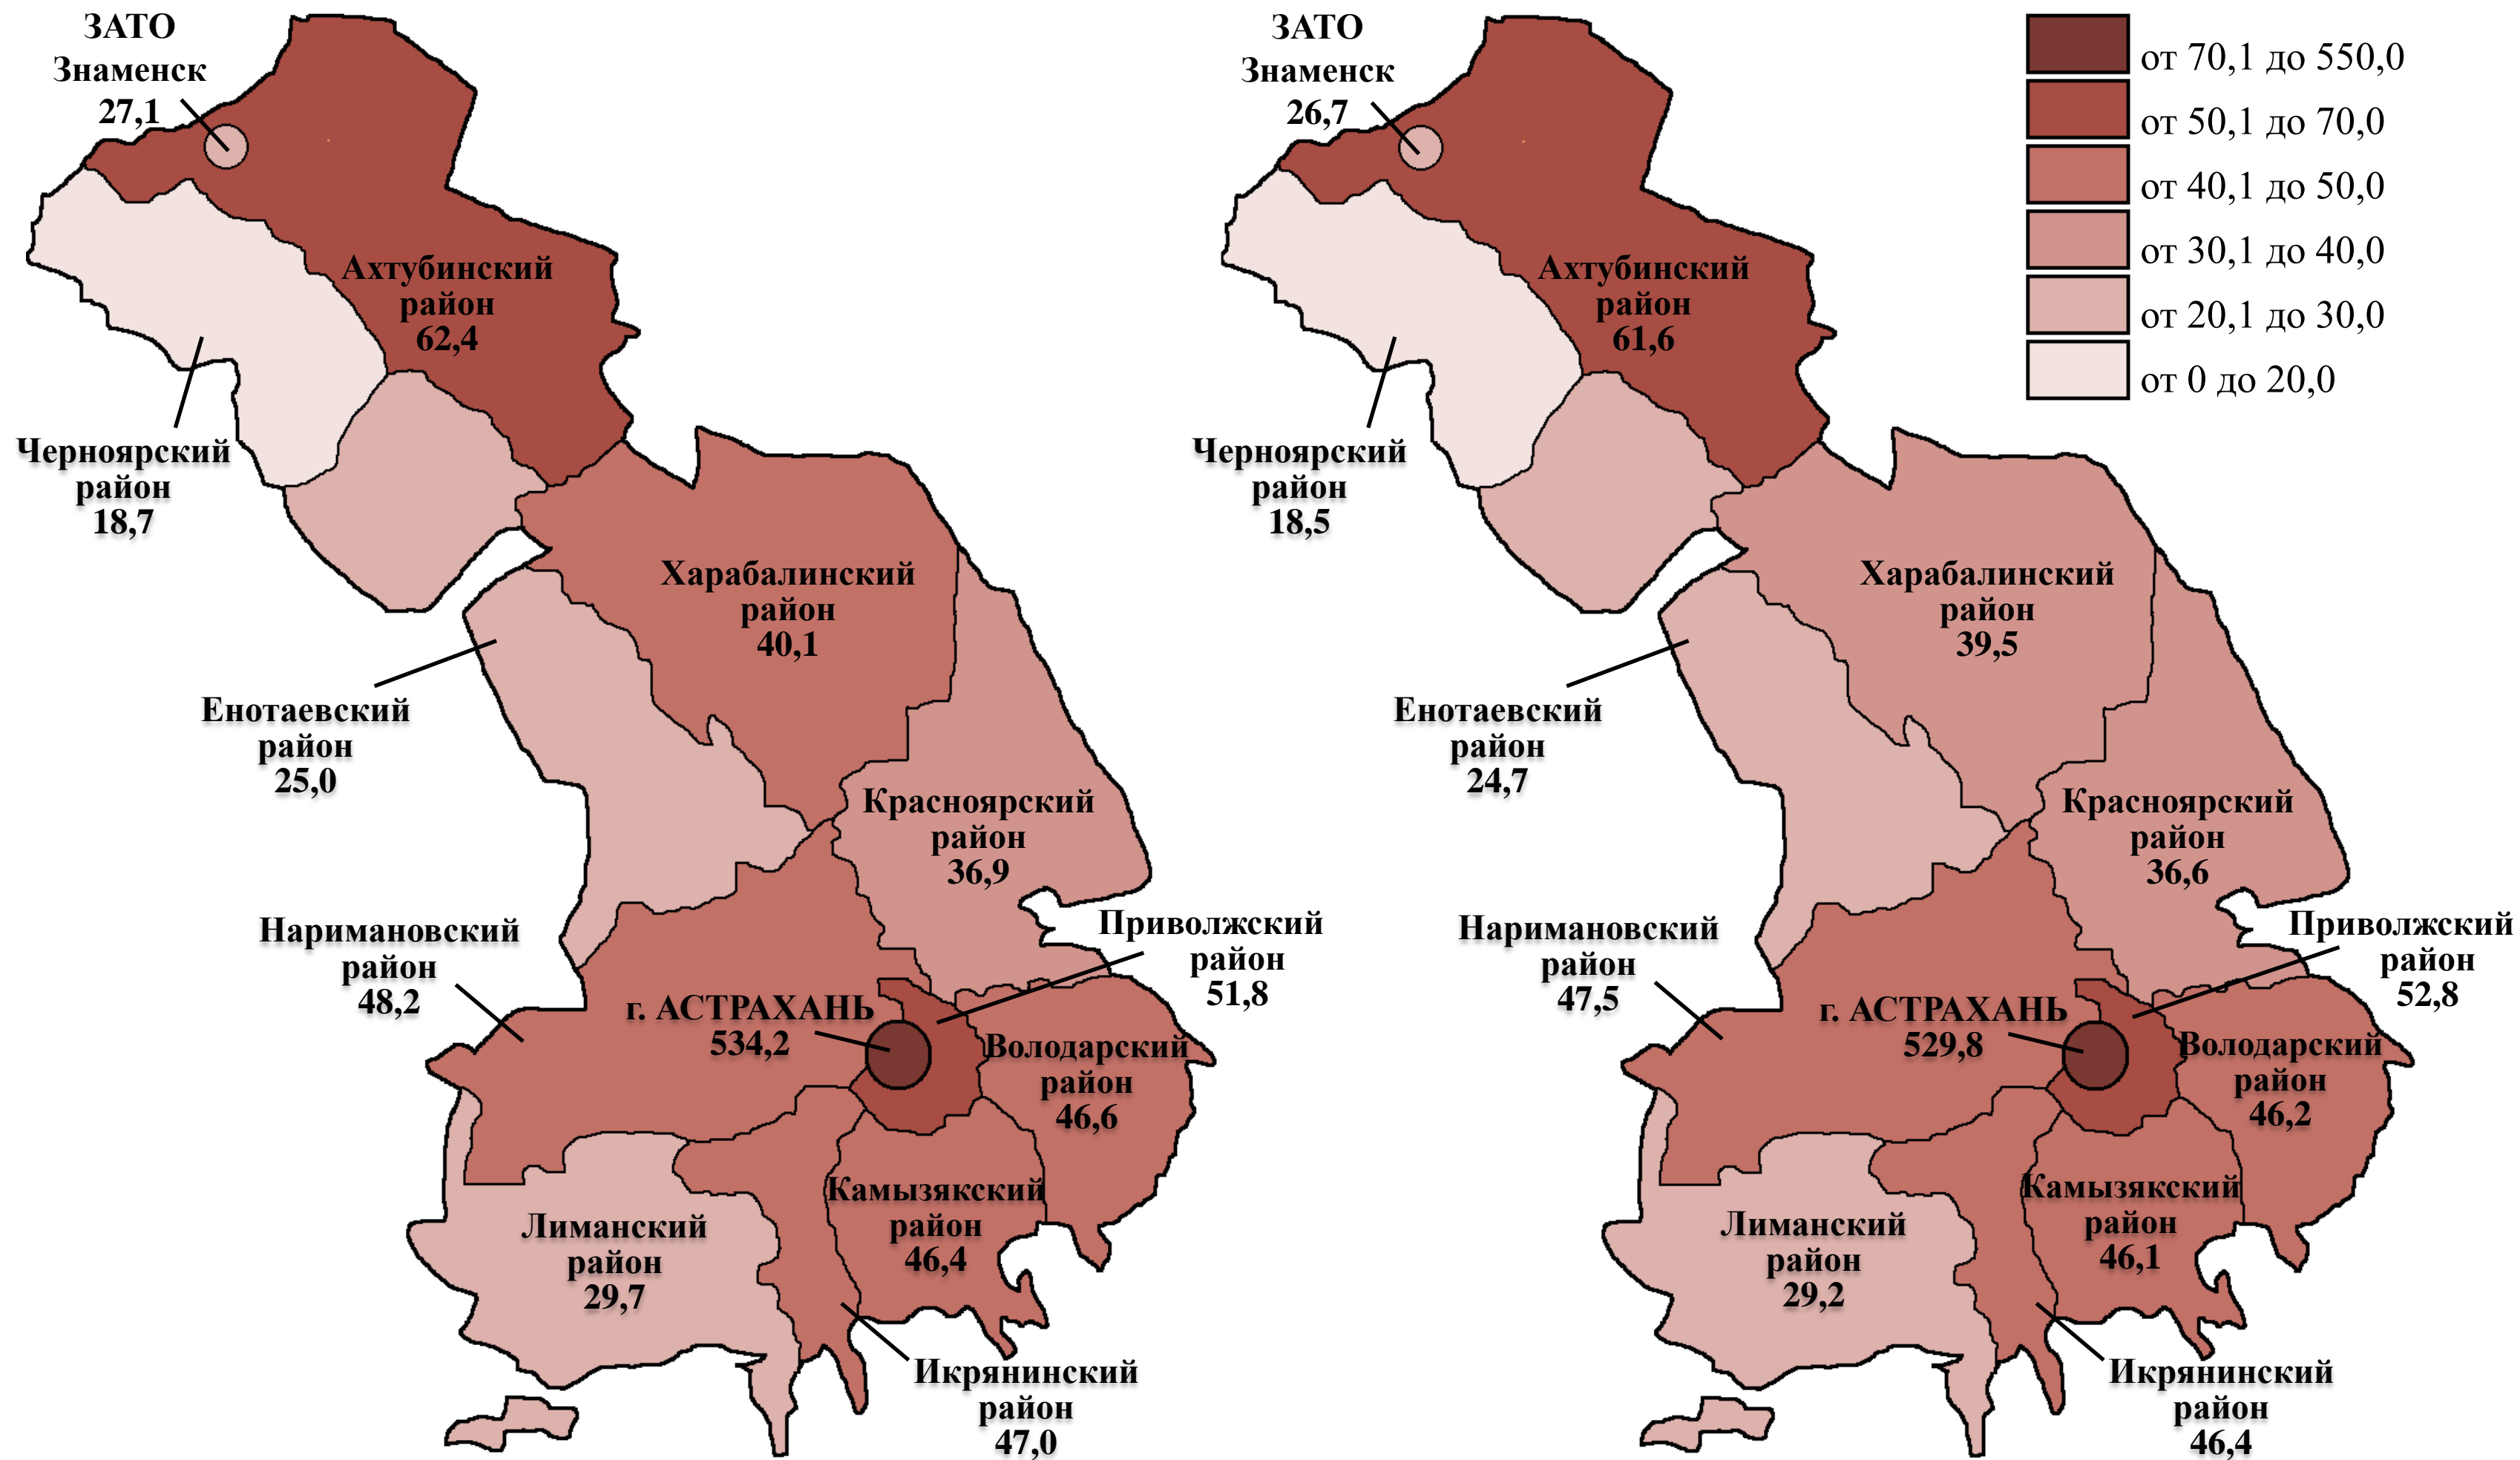 ЗАТО
Знаменск
27,1
Ахтубинский
район
62,4
Черноярский
район
18,7
Харабалинский
район
40,1
Енотаевский
район
25,0
Красноярский
район
36,9
Наримановский
район
48,2
Приволжский
район
51,8
г. АСТРАХАНЬ
534,2
Володарский
район
46,6
Камызякский
район
46,4
Лиманский
район
29,7
Икрянинский
район
47,0
ЗАТО
Знаменск
26,7
Ахтубинский
район
61,6
Черноярский
район
18,5
Харабалинский
район
39,5
Енотаевский
район
24,7
Красноярский
район
36,6
Наримановский
район
47,5
Приволжский
район
52,8
г. АСТРАХАНЬ
529,8
Володарский
район
46,2
Камызякский
район
46,1
Лиманский
район
29,2
Икрянинский
район
46,4
от 70,1 до 550,0
от 50,1 до 70,0
от 40,1 до 50,0
от 30,1 до 40,0
от 20,1 до 30,0
от 0 до 20,0